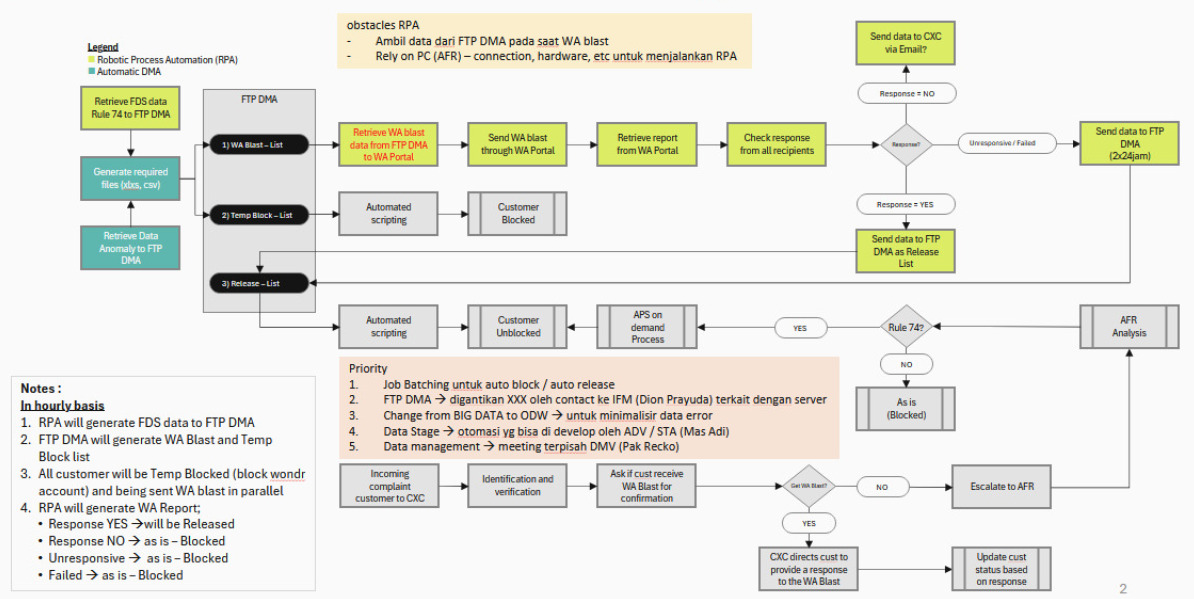 obstacles RPA
- Ambil data dari FTP DMA pada saat WA blast
- Rely on PC (AFR) – connection, hardware, etc untuk menjalankan RPA
Legend
Robotic Process Automation (RPA)
Automatic DMA
Retrieve FDS data
Rule 74 to FTP DMA
Generate required
files (xlxs, csv)
Retrieve Data
Anomaly to FTP
DMA
FTP DMA
1) WA Blast – List
2) Temp Block – List
3) Release – List
Retrieve WA blast
data from FTP DMA
to WA Portal
Send WA blast
through WA Portal
Retrieve report
from WA Portal
Check response
from all recipients
Response?
Response = NO
Send data to CXC
via Email?
Unresponsive / Failed
Send data to FTP
DMA
(2x24jam)
Response = YES
Send data to FTP
DMA as Release
List
Automated
scripting
Customer
Blocked
Automated
scripting
Customer
Unblocked
APS on
demand
Process
YES
Rule 74?
AFR
Analysis
NO
As is
(Blocked)
Priority
1. Job Batching untuk auto block / auto release
2. FTP DMA → digantikan XXX oleh contact ke IFM (Dion Prayuda) terkait dengan server
3. Change from BIG DATA to ODW → untuk minimalisir data error
4. Data Stage → otomasi yg bisa di develop oleh ADV / STA (Mas Adi)
5. Data management → meeting terpisah DMV (Pak Recko)
Notes :
In hourly basis
1. RPA will generate FDS data to FTP DMA
2. FTP DMA will generate WA Blast and Temp
Block list
3. All customer will be Temp Blocked (block wondr
account) and being sent WA blast in parallel
4. RPA will generate WA Report;
• Response YES → will be Released
• Response NO → as is – Blocked
• Unresponsive → as is – Blocked
• Failed → as is – Blocked
Incoming
complaint
customer to CXC
Identification and
verification
Ask if cust receive
WA Blast for
confirmation
Get WA Blast?
NO
Escalate to AFR
YES
CXC directs cust to
provide a response
to the WA Blast
Update cust
status based
on response
2